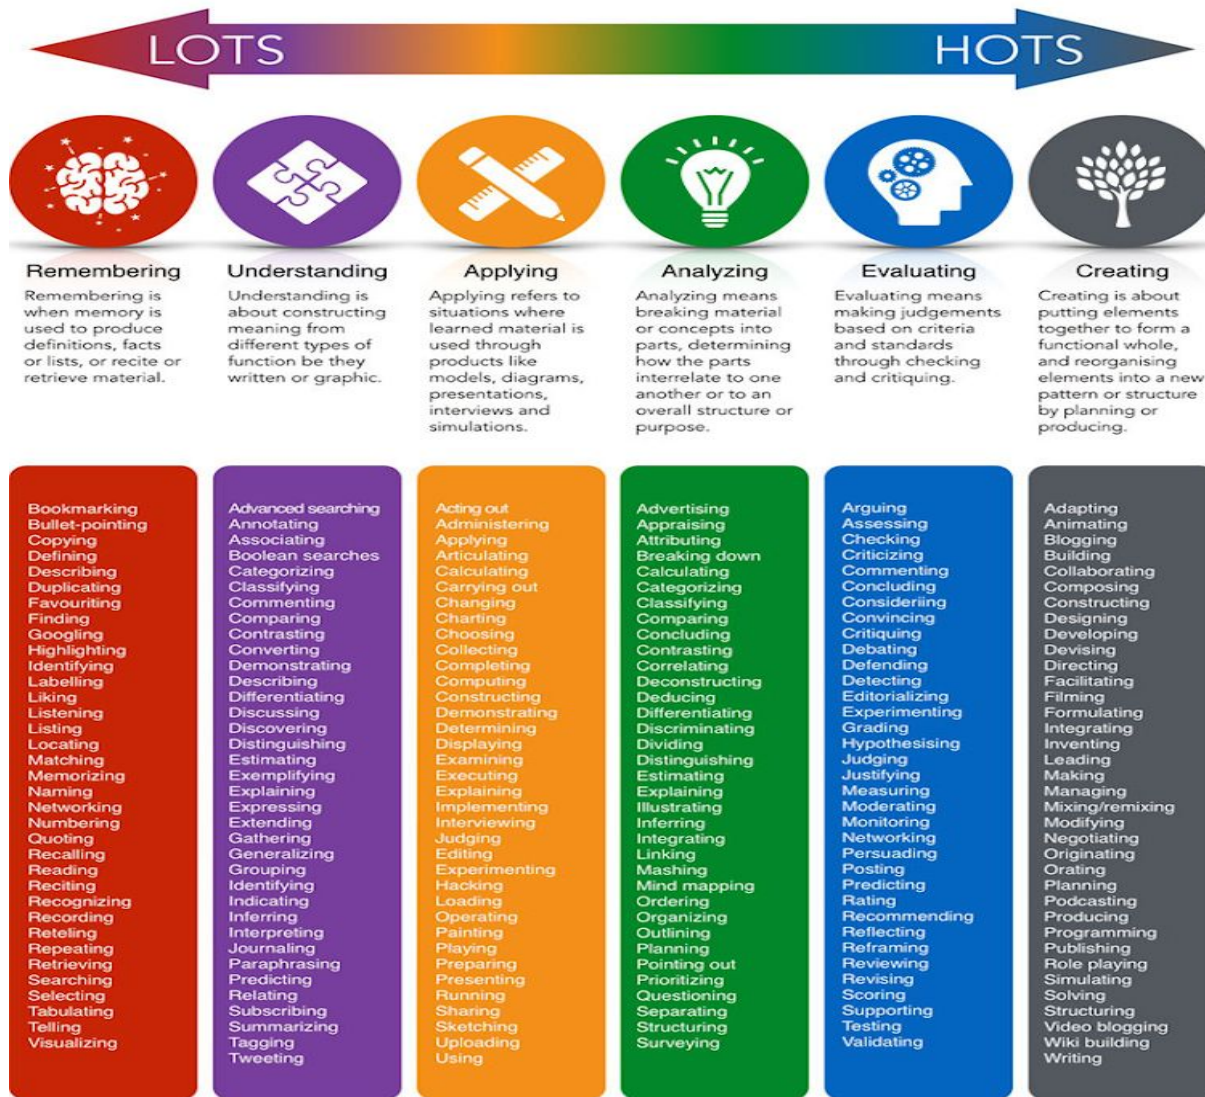 LOTS
HOTS
Remembering
Remembering is
when memory is
used to produce
definitions, facts
or lists, or recite or
retrieve material.
Understanding
Understanding is
about constructing
meaning from
different types of
function be they
written or graphic.
Applying
Applying refers to
situations where
learned material is
used through
products like
models, diagrams,
presentations,
interviews and
simulations.
Analyzing
Analyzing means
breaking material
or concepts into
parts, determining
how the parts
interrelate to one
another or to an
overall structure or
purpose.
Evaluating
Evaluating means
making judgements
based on criteria
and standards
through checking
and critiquing.
Creating
Creating is about
putting elements
together to form a
functional whole,
and reorganising
elements into a new
pattern or structure
by planning or
producing.
Bookmarking
Bullet-pointing
Copying
Defining
Describing
Duplicating
Favouriting
Finding
Googling
Highlighting
Identifying
Labelling
Liking
Listening
Listing
Locating
Matching
Memorizing
Naming
Networking
Numbering
Quoting
Recalling
Reading
Reciting
Recognizing
Recording
Reteling
Repeating
Retrieving
Searching
Selecting
Tabulating
Telling
Visualizing
Advanced searching
Annotating
Associating
Boolean searches
Categorizing
Classifying
Commenting
Comparing
Contrasting
Converting
Demonstrating
Describing
Differentiating
Discussing
Discovering
Distinguishing
Estimating
Exemplifying
Explaining
Expressing
Extending
Gathering
Generalizing
Grouping
Identifying
Indicating
Inferring
Interpreting
Journaling
Paraphrasing
Predicting
Relating
Subscribing
Summarizing
Tagging
Tweeting
Acting out
Administering
Applying
Articulating
Calculating
Carrying out
Changing
Charting
Choosing
Collecting
Completing
Computing
Constructing
Demonstrating
Determining
Displaying
Examining
Executing
Explaining
Implementing
Interviewing
Judging
Editing
Experimenting
Hacking
Loading
Operating
Painting
Playing
Preparing
Presenting
Running
Sharing
Sketching
Uploading
Using
Advertising
Appraising
Attributing
Breaking down
Calculating
Categorizing
Classifying
Comparing
Concluding
Contrasting
Correlating
Deconstructing
Deducing
Differentiating
Discriminating
Dividing
Distinguishing
Estimating
Explaining
Illustrating
Inferring
Integrating
Linking
Mashing
Mind mapping
Ordering
Organizing
Outlining
Planning
Pointing out
Prioritizing
Questioning
Separating
Structuring
Surveying
Arguing
Assessing
Checking
Criticizing
Commenting
Concluding
Consideriing
Convincing
Critiquing
Debating
Defending
Detecting
Editorializing
Experimenting
Grading
Hypothesising
Judging
Justifying
Measuring
Moderating
Monitoring
Networking
Persuading
Posting
Predicting
Rating
Recommending
Reflecting
Reframing
Reviewing
Revising
Scoring
Supporting
Testing
Validating
Adapting
Animating
Blogging
Building
Collaborating
Composing
Constructing
Designing
Developing
Devising
Directing
Facilitating
Filming
Formulating
Integrating
Inventing
Leading
Making
Managing
Mixing/remixing
Modifying
Negotiating
Originating
Orating
Planning
Podcasting
Producing
Programming
Publishing
Role playing
Simulating
Solving
Structuring
Video blogging
Wiki building
Writing